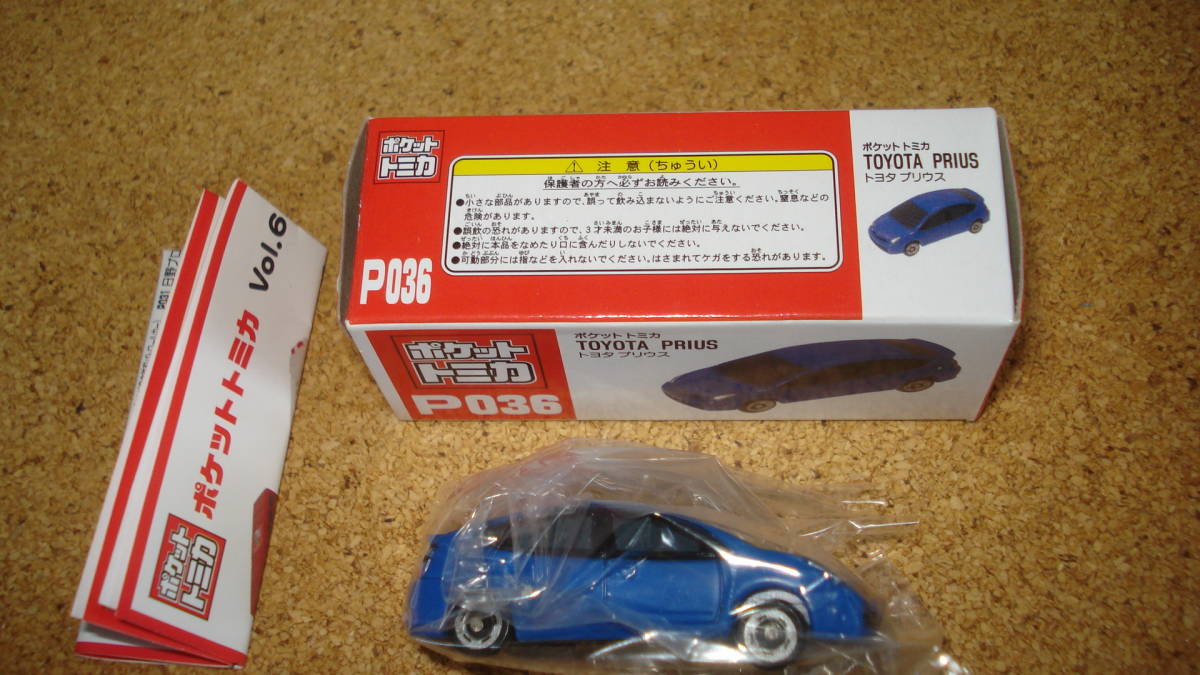 ポケット
トミカ
⚠ 注意(ちゅうい)
保護者の方へ必ずお読みください。
●小さな部品がありますので、誤って飲み込まないようにご注意ください。窒息などの
危険があります。
●誤飲の恐れがありますので、3才未満のお子様には絶対に与えないでください。
●絶対に本品をなめたり口に含んだりしないでください。
●可動部分には指などを入れないでください。はさまれてケガをする恐れがあります。
P036
ポケットトミカ
TOYOTA PRIUS
トヨタ プリウス
ポケット
トミカ
P036
ポケットトミカ
TOYOTA PRIUS
トヨタ プリウス
ポケット
トミカ
ポケットトミカ Vol.6
P031 日野プロ